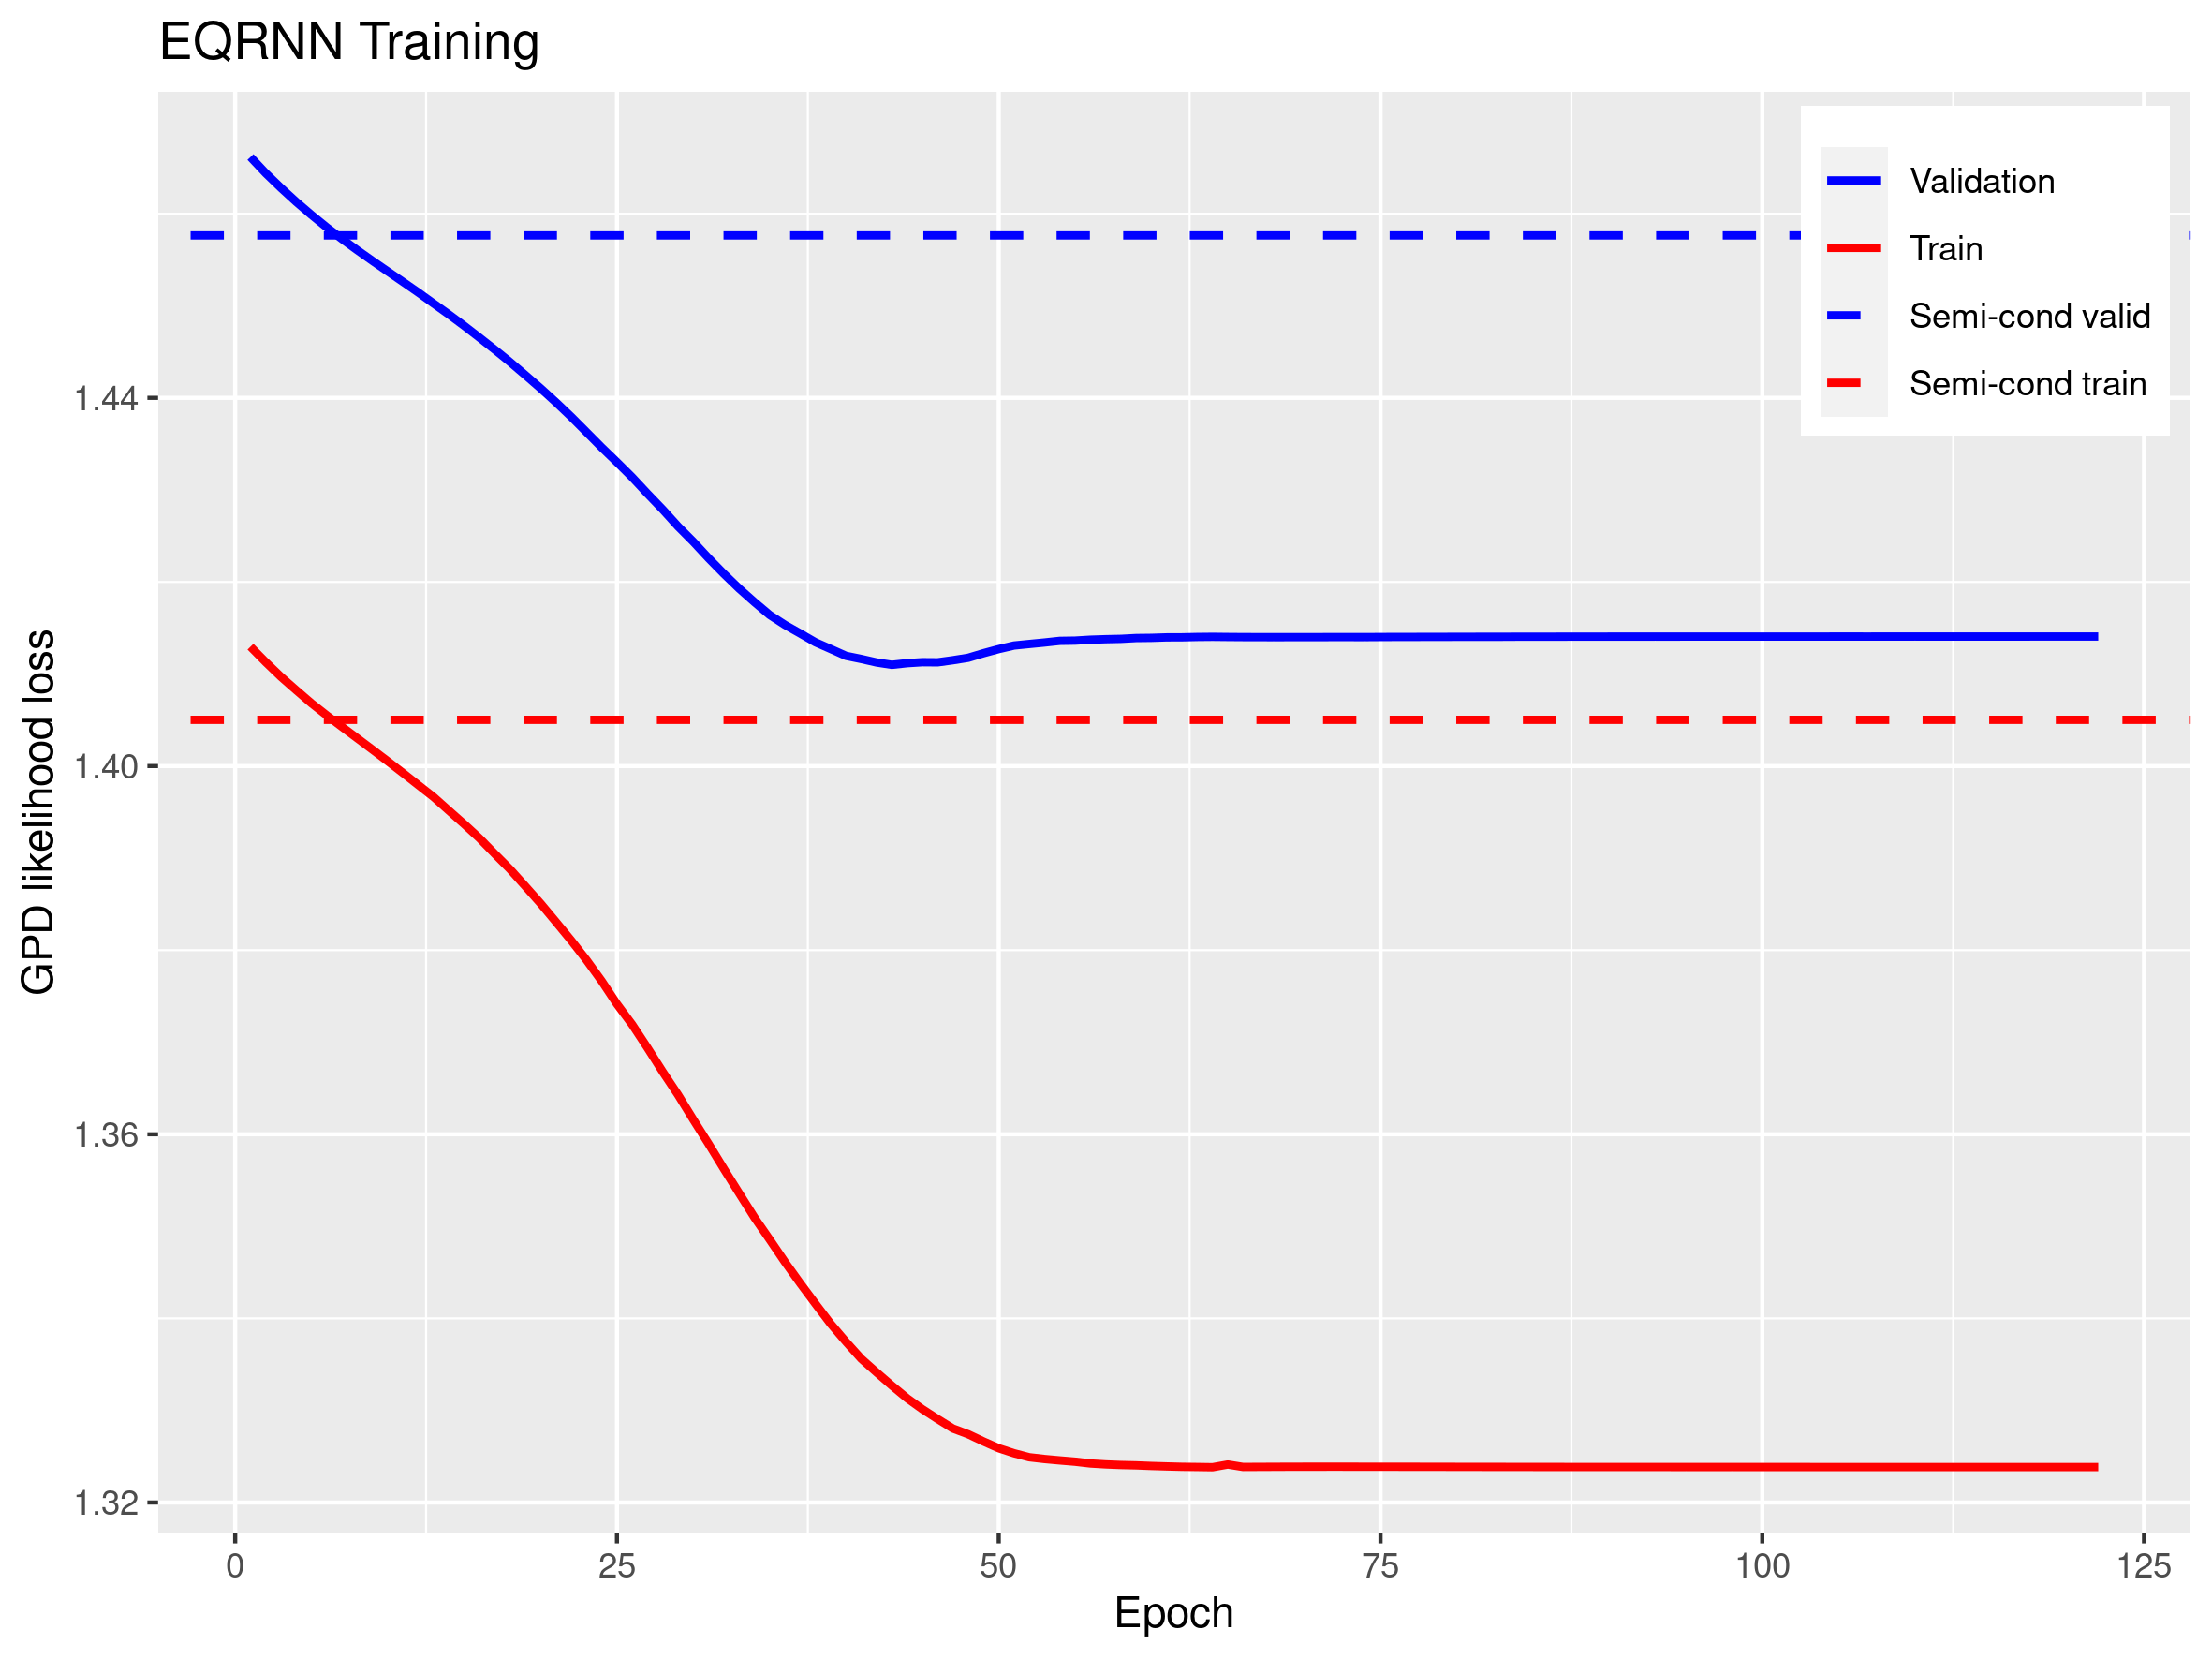 EQRNN Training
Validation
Train
Semi-cond valid
Semi-cond train
GPD likelihood loss
1.44
1.40
1.36
1.32
0 25 50 75 100 125
Epoch